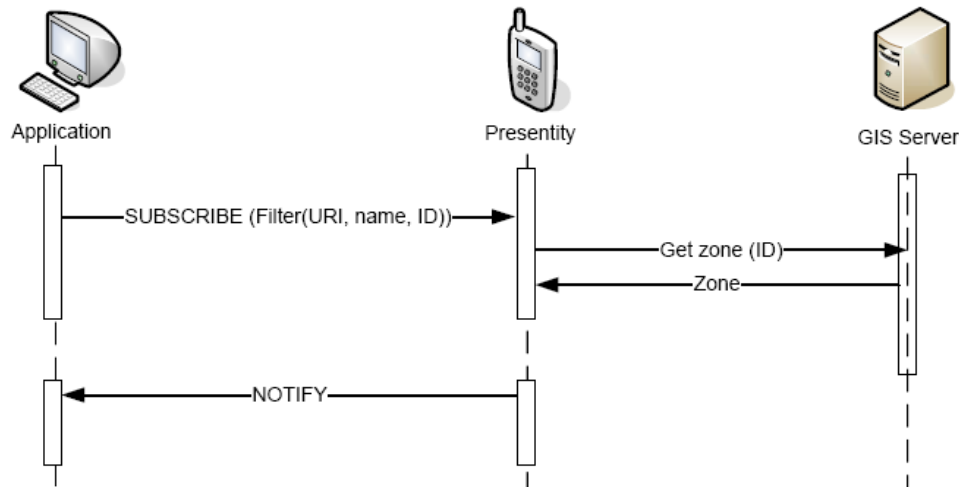 Application
Presentity
GIS Server
SUBSCRIBE (Filter(URI, name, ID))
Get zone (ID)
Zone
NOTIFY